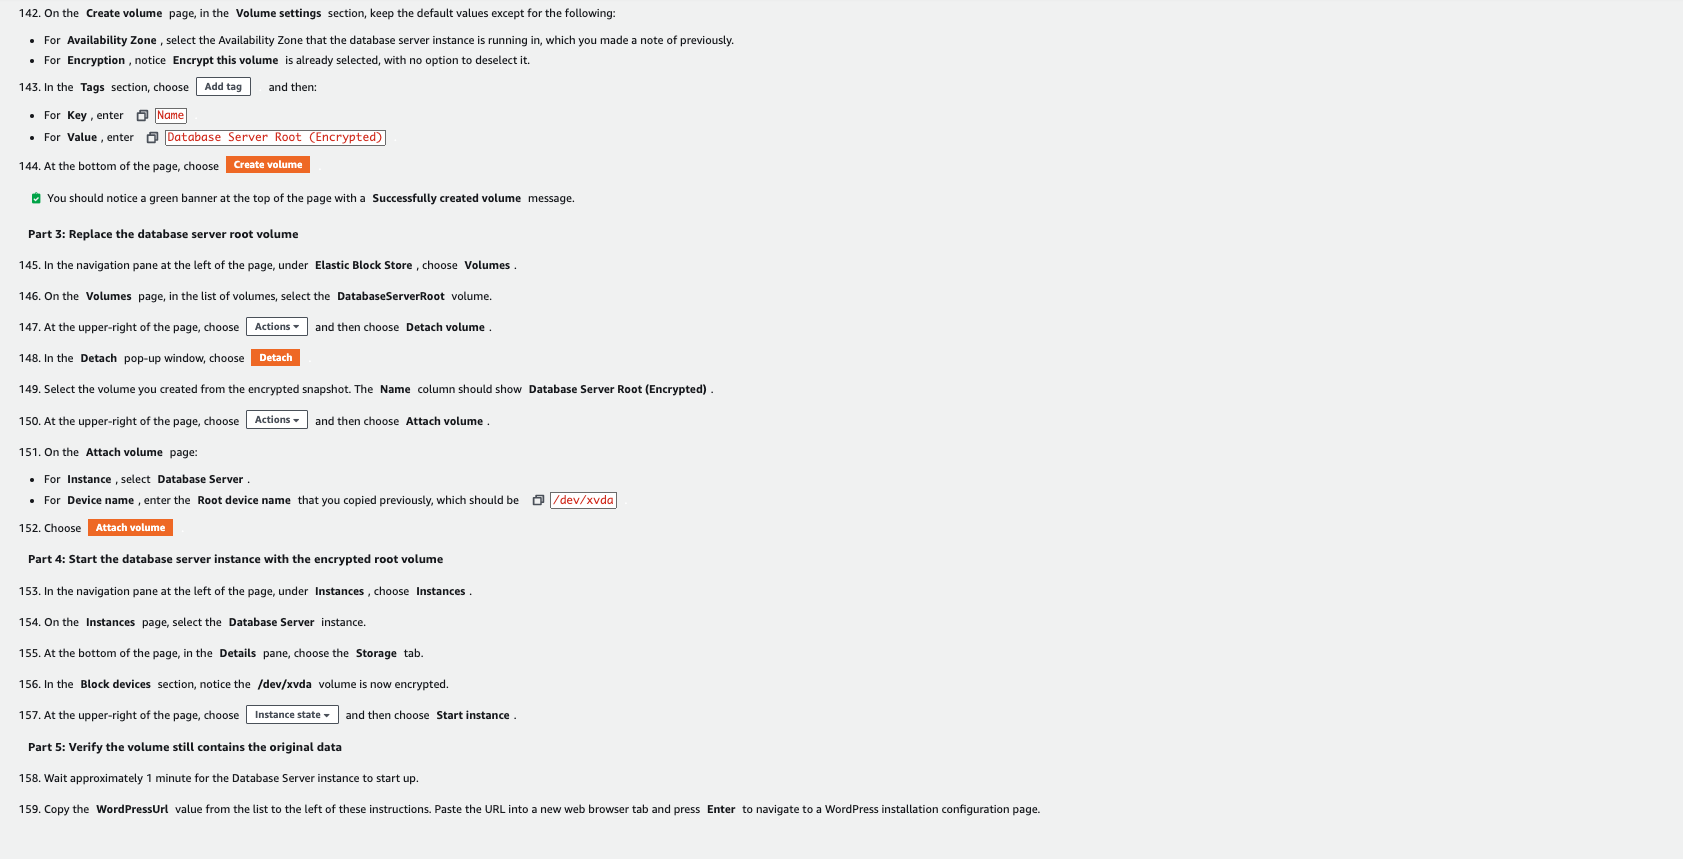 142. On the Create volume page, in the Volume settings section, keep the default values except for the following:
• For Availability Zone , select the Availability Zone that the database server instance is running in, which you made a note of previously.
• For Encryption , notice Encrypt this volume is already selected, with no option to deselect it.
143. In the Tags section, choose Add tag and then:
• For Key , enter Name
• For Value , enter Database Server Root (Encrypted)
144. At the bottom of the page, choose Create volume
You should notice a green banner at the top of the page with a Successfully created volume message.
Part 3: Replace the database server root volume
145. In the navigation pane at the left of the page, under Elastic Block Store , choose Volumes .
146. On the Volumes page, in the list of volumes, select the DatabaseServerRoot volume.
147. At the upper-right of the page, choose Actions and then choose Detach volume .
148. In the Detach pop-up window, choose Detach
149. Select the volume you created from the encrypted snapshot. The Name column should show Database Server Root (Encrypted) .
150. At the upper-right of the page, choose Actions and then choose Attach volume .
151. On the Attach volume page:
• For Instance , select Database Server .
• For Device name , enter the Root device name that you copied previously, which should be /dev/xvda
152. Choose Attach volume
Part 4: Start the database server instance with the encrypted root volume
153. In the navigation pane at the left of the page, under Instances , choose Instances .
154. On the Instances page, select the Database Server instance.
155. At the bottom of the page, in the Details pane, choose the Storage tab.
156. In the Block devices section, notice the /dev/xvda volume is now encrypted.
157. At the upper-right of the page, choose Instance state and then choose Start instance .
Part 5: Verify the volume still contains the original data
158. Wait approximately 1 minute for the Database Server instance to start up.
159. Copy the WordPressUrl value from the list to the left of these instructions. Paste the URL into a new web browser tab and press Enter to navigate to a WordPress installation configuration page.